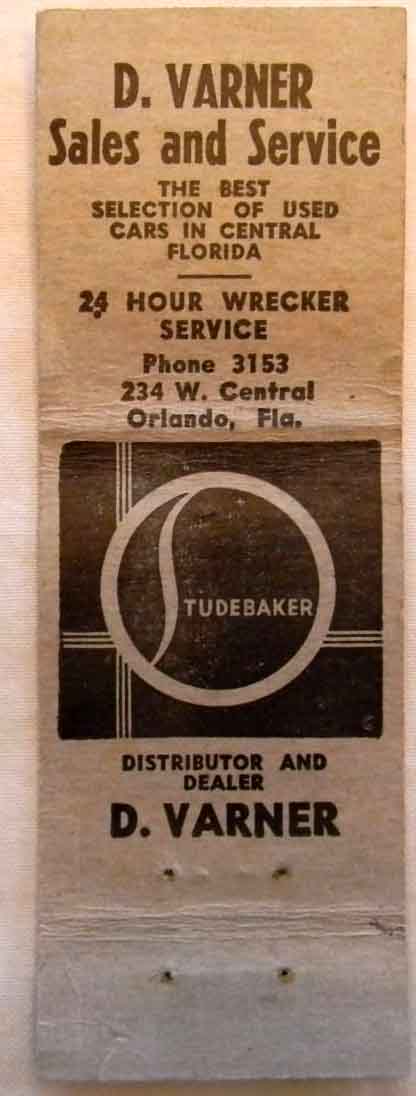 D. VARNER
Sales and Service
THE BEST
SELECTION OF USED
CARS IN CENTRAL
FLORIDA
24 HOUR WRECKER
SERVICE
Phone 3153
234 W. Central
Orlando, Fla.
STUDEBAKER
DISTRIBUTOR AND
DEALER
D. VARNER